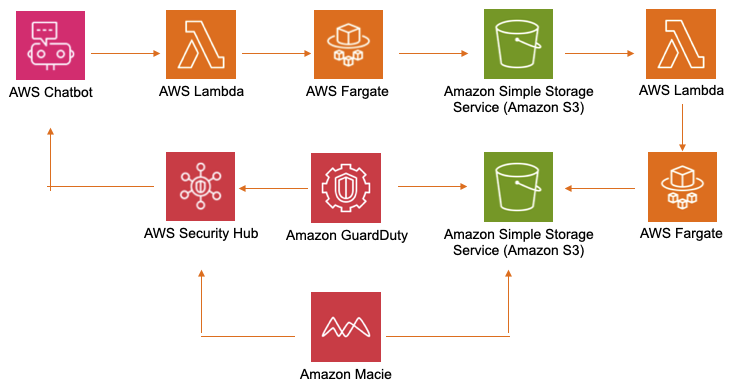 AWS Chatbot
AWS Lambda
AWS Fargate
Amazon Simple Storage
Service (Amazon S3)
AWS Lambda
AWS Security Hub
Amazon GuardDuty
Amazon Simple Storage
Service (Amazon S3)
AWS Fargate
Amazon Macie